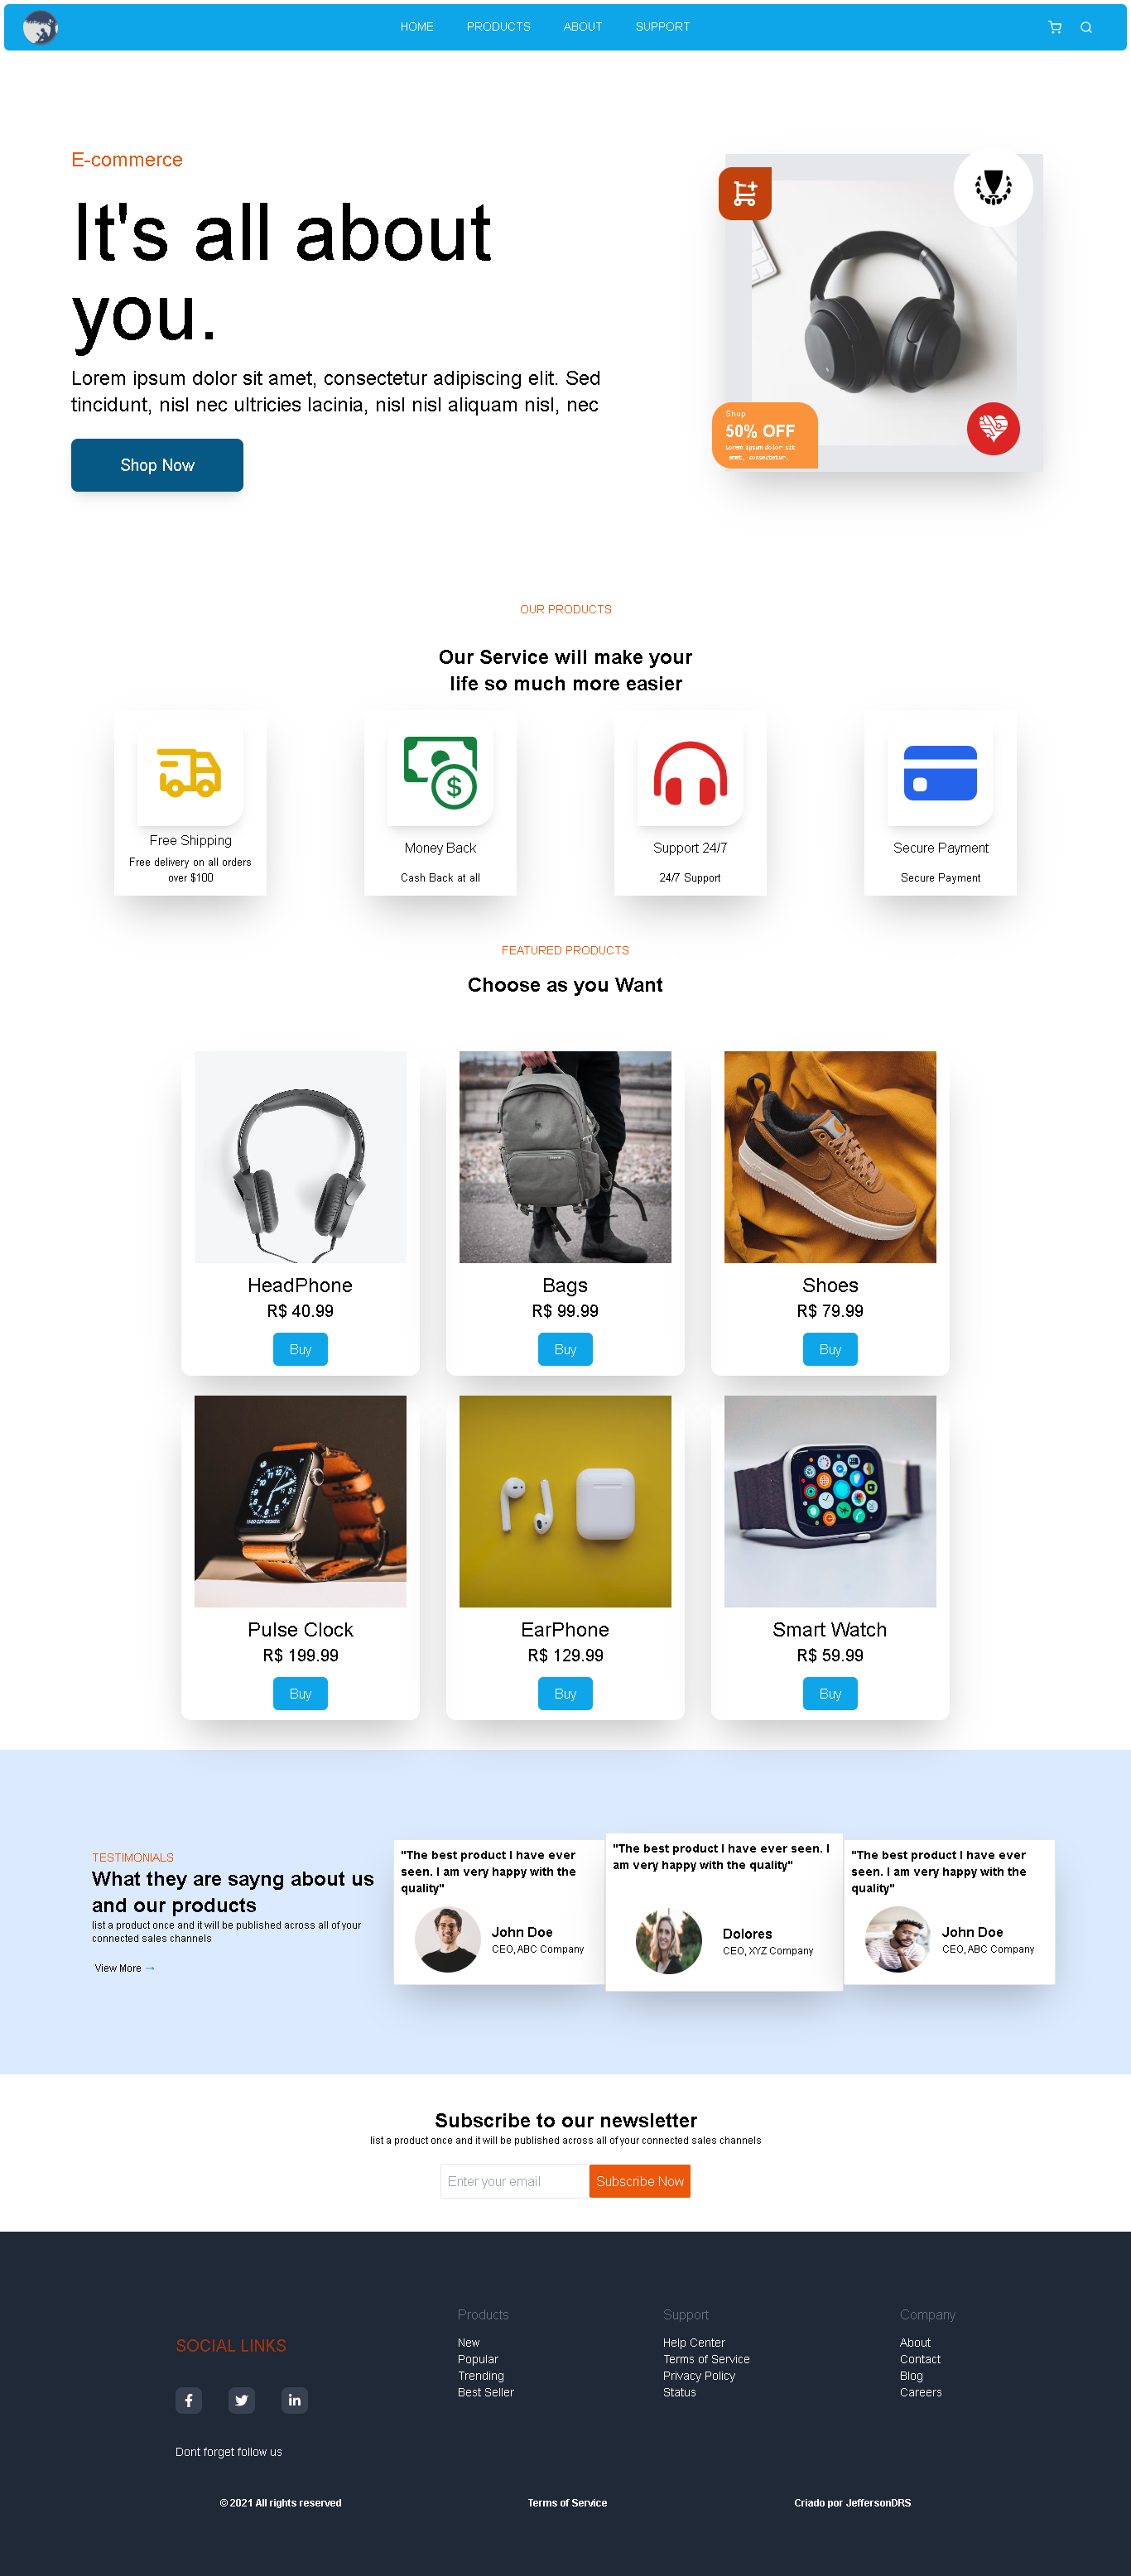 HOME PRODUCTS ABOUT SUPPORT
E-commerce
It's all about
you.
Lorem ipsum dolor sit amet, consectetur adipiscing elit. Sed
tincidunt, nisl nec ultricies lacinia, nisl nisl aliquam nisl, nec
Shop Now
Shop
50% OFF
Lorem ipsum dolor sit
amet, consectetur.
OUR PRODUCTS
Our Service will make your
life so much more easier
Free Shipping
Free delivery on all orders
over $100
Money Back
Cash Back at all
Support 24/7
24/7 Support
Secure Payment
Secure Payment
FEATURED PRODUCTS
Choose as you Want
HeadPhone
R$ 40.99
Buy
Bags
R$ 99.99
Buy
Shoes
R$ 79.99
Buy
Pulse Clock
R$ 199.99
Buy
EarPhone
R$ 129.99
Buy
Smart Watch
R$ 59.99
Buy
TESTIMONIALS
What they are sayng about us
and our products
list a product once and it will be published across all of your
connected sales channels
View More →
"The best product I have ever
seen. I am very happy with the
quality"
John Doe
CEO, ABC Company
"The best product I have ever seen. I
am very happy with the quality"
Dolores
CEO, XYZ Company
"The best product I have ever
seen. I am very happy with the
quality"
John Doe
CEO, ABC Company
Subscribe to our newsletter
list a product once and it will be published across all of your connected sales channels
Enter your email
Subscribe Now
SOCIAL LINKS
Dont forget follow us
Products
New
Popular
Trending
Best Seller
Support
Help Center
Terms of Service
Privacy Policy
Status
Company
About
Contact
Blog
Careers
© 2021 All rights reserved
Terms of Service
Criado por JeffersonDRS